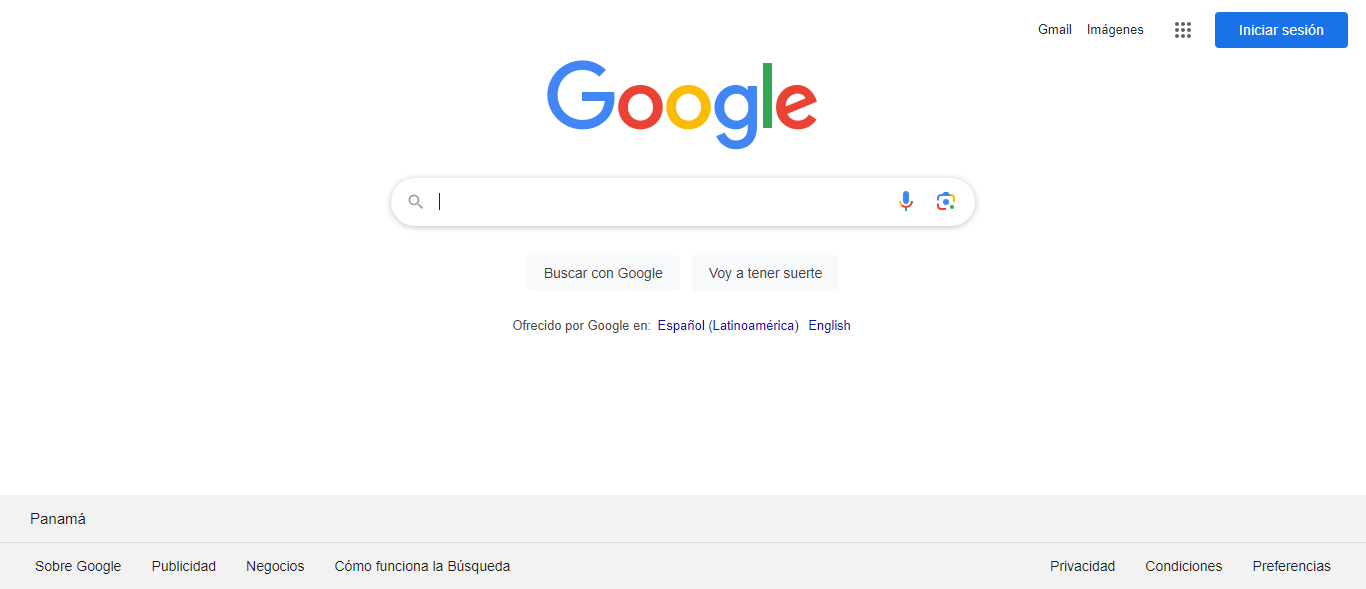 Gmail Imágenes Iniciar sesión
Google
Buscar con Google Voy a tener suerte
Ofrecido por Google en: Español (Latinoamérica) English
Panamá
Sobre Google Publicidad Negocios Cómo funciona la Búsqueda Privacidad Condiciones Preferencias